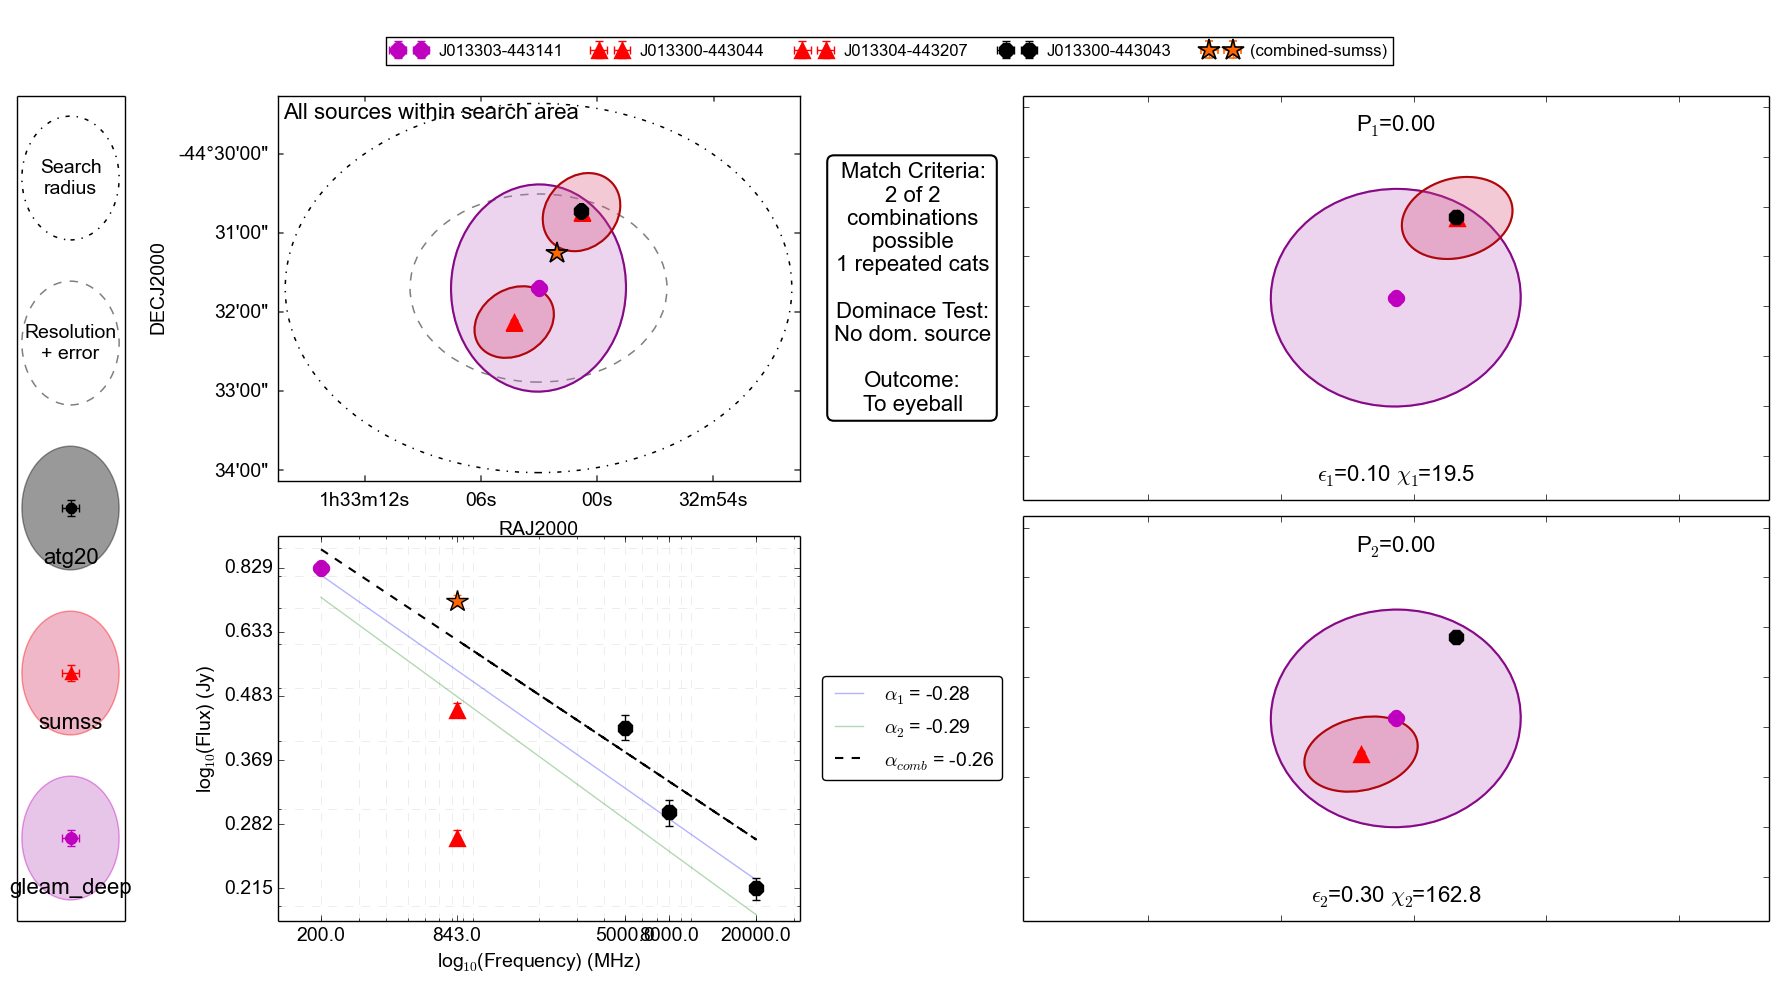 J013303-443141 J013300-443044 J013304-443207 J013300-443043 (combined-sumss)
Search
radius
Resolution
+ error
atg20
sumss
gleam_deep
All sources within search area
DECJ2000
-44°30'00"
31'00"
32'00"
33'00"
34'00"
1h33m12s 06s 00s 32m54s
RAJ2000
Match Criteria:
2 of 2
combinations
possible
1 repeated cats
Dominace Test:
No dom. source
Outcome:
To eyeball
P1=0.00
ϵ1=0.10 χ1=19.5
log10(Flux) (Jy)
0.829
0.633
0.483
0.369
0.282
0.215
200.0 843.0 5000.0 8000.0 20000.0
log10(Frequency) (MHz)
α1 = -0.28
α2 = -0.29
αcomb = -0.26
P2=0.00
ϵ2=0.30 χ2=162.8